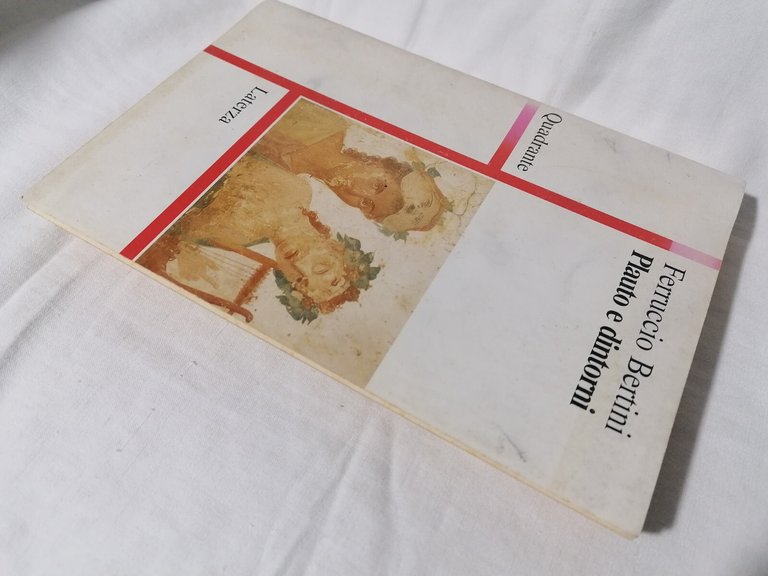 Ferruccio Bertini
Plauto e dintorni
Quadrante
Laterza